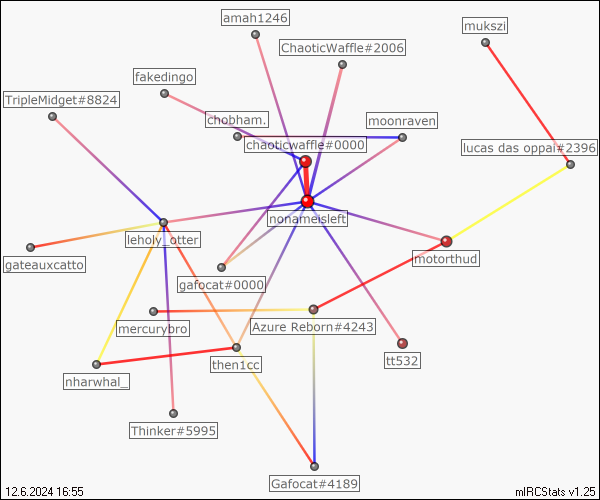 amah1246
mukszi
ChaoticWaffle#2006
fakedingo
TripleMidget#8824
chobham.
moonraven
chaoticwaffle#0000
lucas das oppai#2396
nonameisleft
leholy_otter
motorthud
gateauxcatto
gafocat#0000
mercurybro
Azure Reborn#4243
then1cc
tt532
nharwhal_
Thinker#5995
Gafocat#4189
12.6.2024 16:55
mIRCStats v1.25